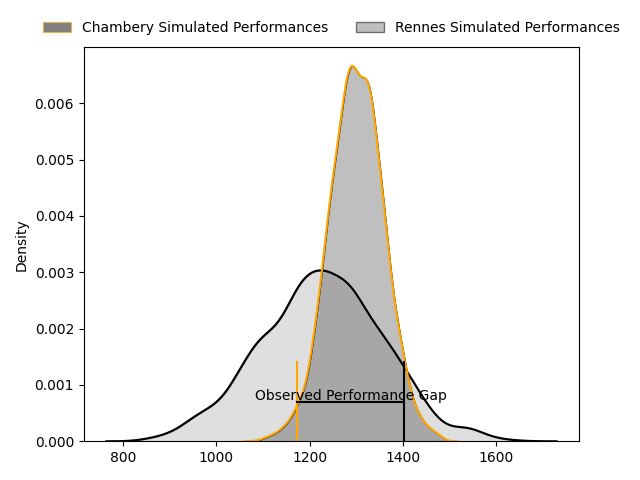 Chambery Simulated Performances Rennes Simulated Performances
0.006
0.005
0.004
0.003
0.002
0.001
0.000
Density
Observed Performance Gap
800 1000 1200 1400 1600